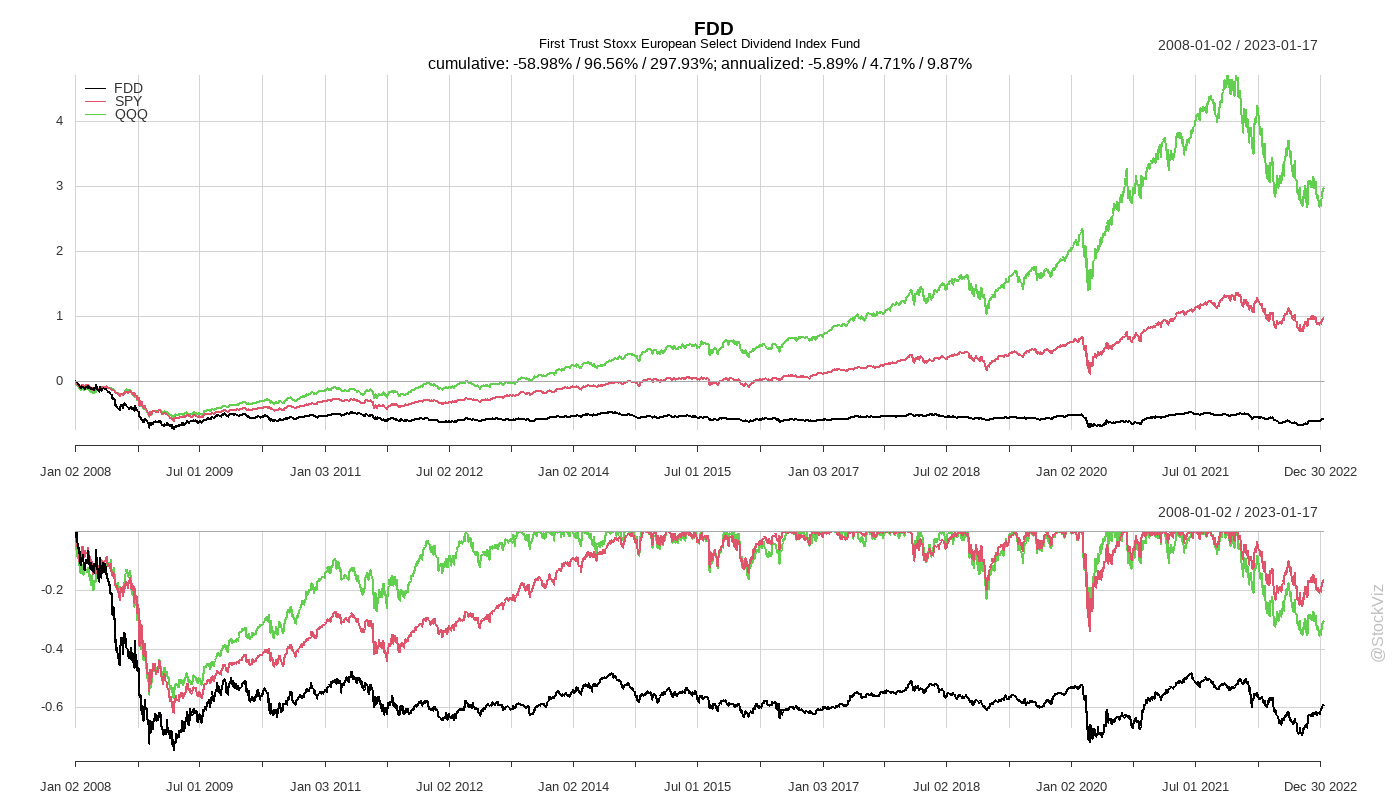 FDD
First Trust Stoxx European Select Dividend Index Fund
2008-01-02 / 2023-01-17
cumulative: -58.98% / 96.56% / 297.93%; annualized: -5.89% / 4.71% / 9.87%
FDD
SPY
QQQ
4
3
2
1
0
Jan 02 2008 Jul 01 2009 Jan 03 2011 Jul 02 2012 Jan 02 2014 Jul 01 2015 Jan 03 2017 Jul 02 2018 Jan 02 2020 Jul 01 2021 Dec 30 2022
2008-01-02 / 2023-01-17
-0.2
-0.4
-0.6
Jan 02 2008 Jul 01 2009 Jan 03 2011 Jul 02 2012 Jan 02 2014 Jul 01 2015 Jan 03 2017 Jul 02 2018 Jan 02 2020 Jul 01 2021 Dec 30 2022
@StockViz